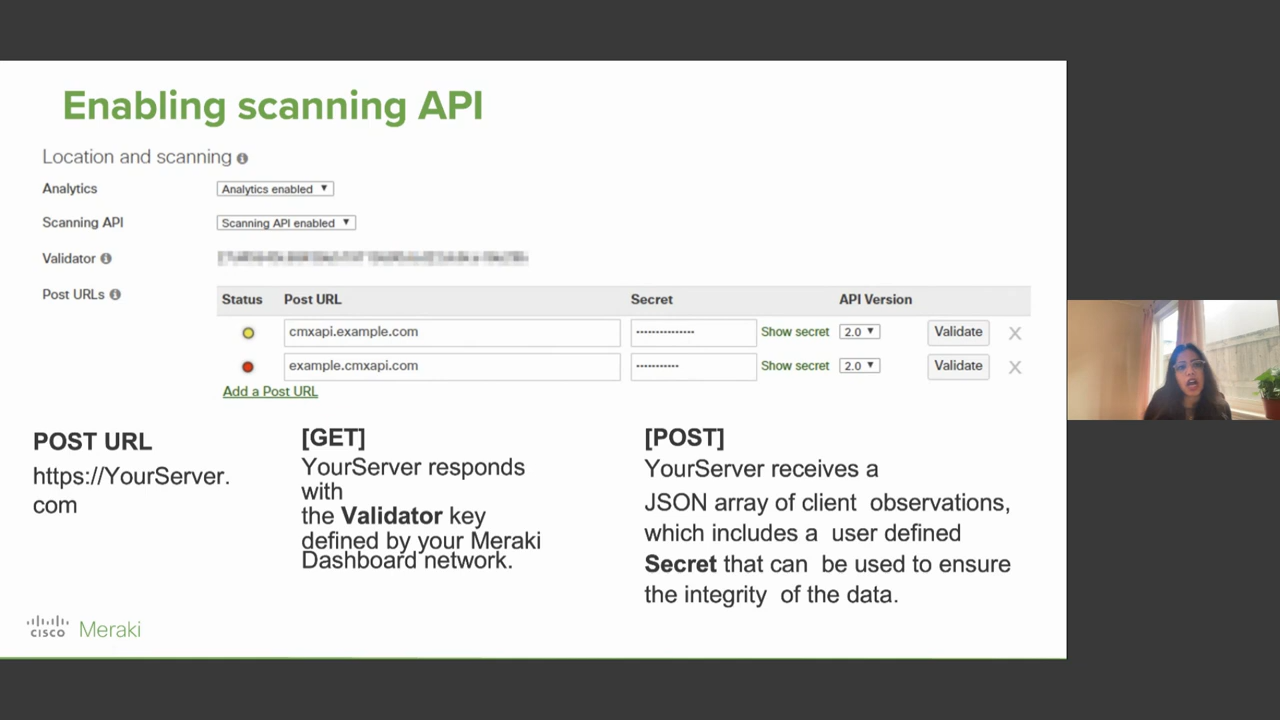 Enabling scanning API
Location and scanning
Analytics
Analytics enabled
Scanning API
Scanning API enabled
Validator
Post URLs
Status Post URL Secret API Version
cmxapi.example.com Show secret 2.0 Validate X
example.cmxapi.com Show secret 2.0 Validate X
Add a Post URL
POST URL
https://YourServer.
com
[GET]
YourServer responds
with
the Validator key
defined by your Meraki
Dashboard network.
[POST]
YourServer receives a
JSON array of client observations,
which includes a user defined
Secret that can be used to ensure
the integrity of the data.
CISCO Meraki